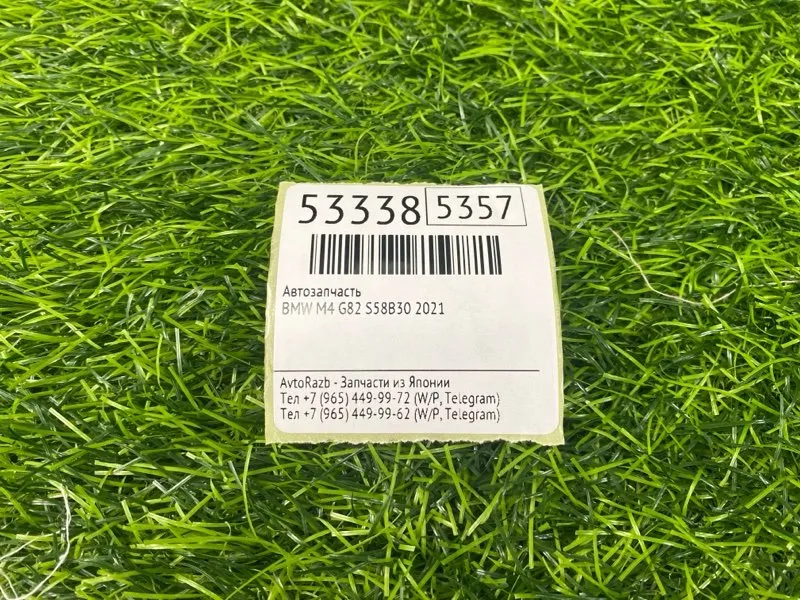 53338 5357
Автозапчасть
BMW M4 G82 S58B30 2021
AvtoRazb - Запчасти из Японии
Тел +7 (965) 449-99-72 (W/P, Telegram)
Тел +7 (965) 449-99-62 (W/P, Telegram)